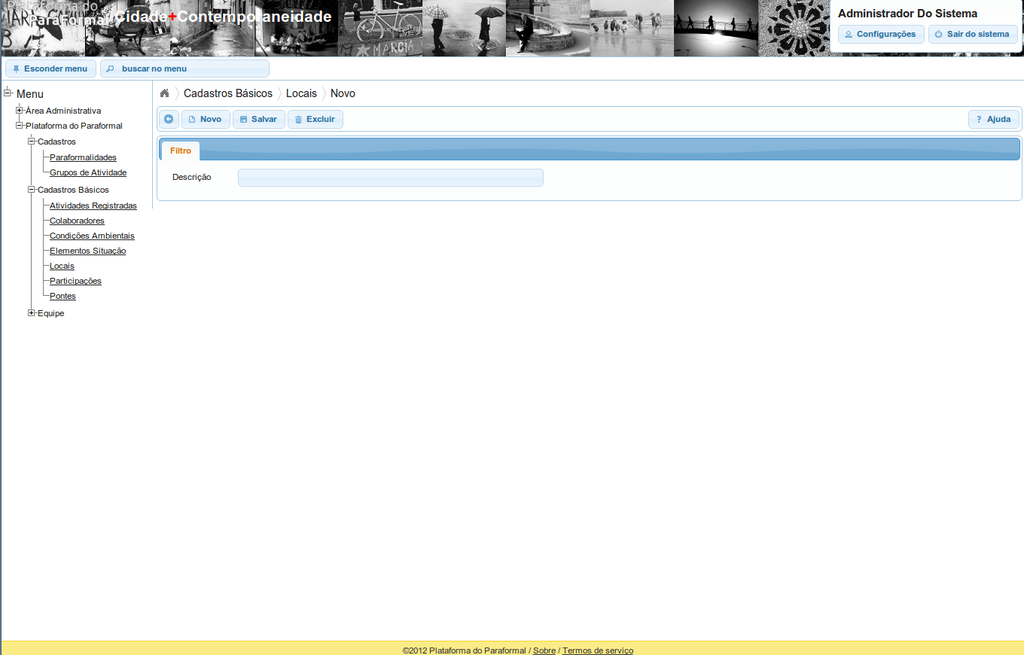 Plataforma do
ParaFormal
Cidade+Contemporaneidade
MARCIA
Administrador Do Sistema
Configurações
Sair do sistema
Esconder menu
buscar no menu
Menu
Área Administrativa
Plataforma do Paraformal
Cadastros
Paraformalidades
Grupos de Atividade
Cadastros Básicos
Atividades Registradas
Colaboradores
Condições Ambientais
Elementos Situação
Locais
Participações
Pontes
Equipe
Cadastros Básicos
Locais
Novo
Novo
Salvar
Excluir
? Ajuda
Filtro
Descrição
©2012 Plataforma do Paraformal / Sobre / Termos de serviço